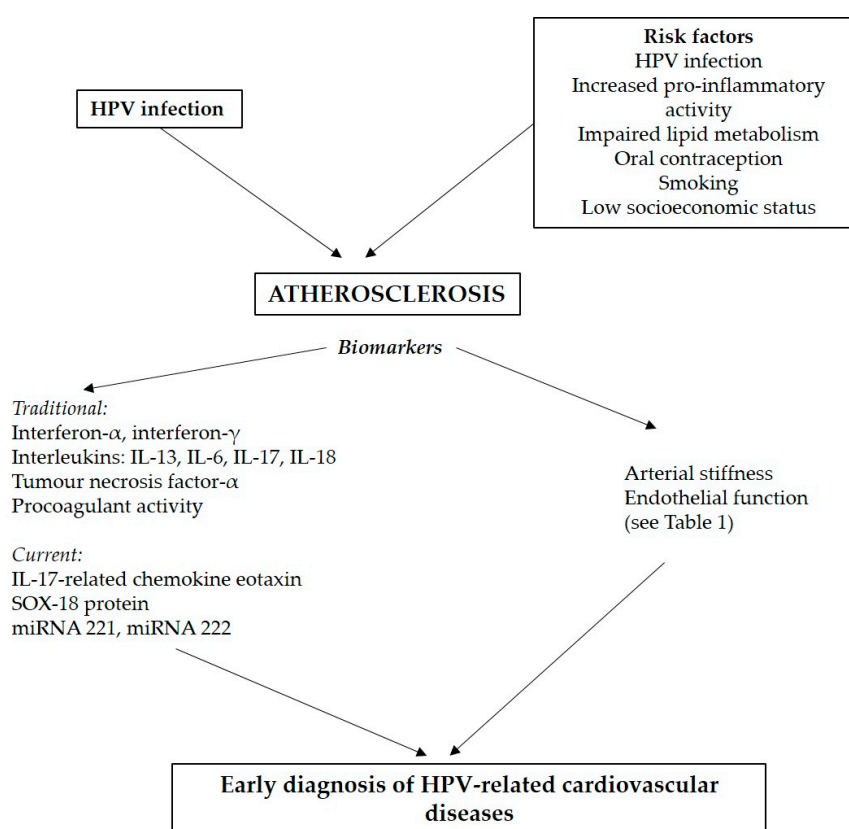 HPV infection
Risk factors
HPV infection
Increased pro-inflammatory
activity
Impaired lipid metabolism
Oral contraception
Smoking
Low socioeconomic status
ATHEROSCLEROSIS
Biomarkers
Traditional:
Interferon-α, interferon-γ
Interleukins: IL-13, IL-6, IL-17, IL-18
Tumour necrosis factor-α
Procoagulant activity
Current:
IL-17-related chemokine eotaxin
SOX-18 protein
miRNA 221, miRNA 222
Arterial stiffness
Endothelial function
(see Table 1)
Early diagnosis of HPV-related cardiovascular
diseases